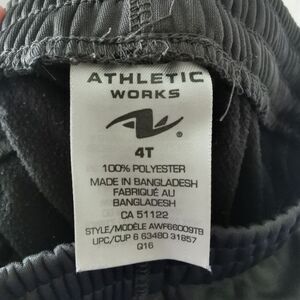 ATHLETIC
WORKS
®
4T
100% POLYESTER
MADE IN BANGLADESH
FABRIQUÉ AU
BANGLADESH
CA 51122
STYLE/MODÈLE AWF66009TB
UPC/CUP 6 63480 31857
Q16